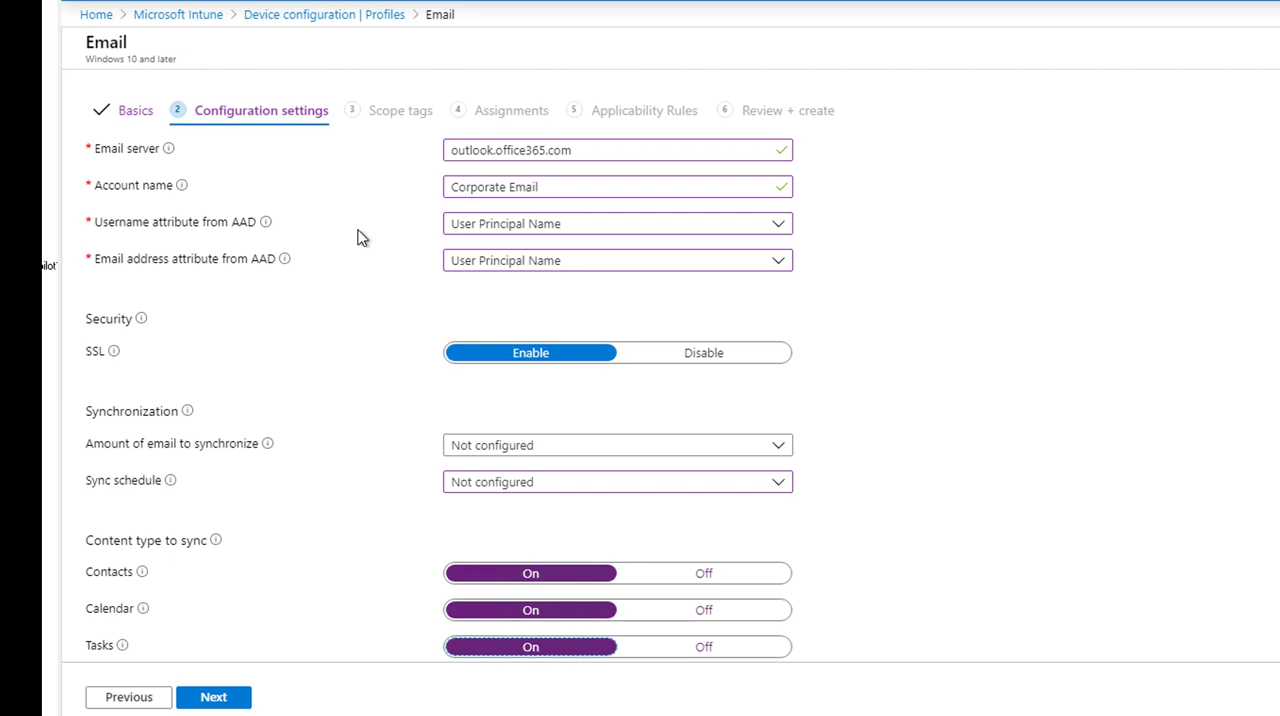 Home > Microsoft Intune > Device configuration | Profiles > Email
Email
Windows 10 and later
Basics 2 Configuration settings 3 Scope tags 4 Assignments 5 Applicability Rules 6 Review + create
* Email server outlook.office365.com
* Account name Corporate Email
* Username attribute from AAD User Principal Name
* Email address attribute from AAD User Principal Name
Security
SSL Enable Disable
Synchronization
Amount of email to synchronize Not configured
Sync schedule Not configured
Content type to sync
Contacts On Off
Calendar On Off
Tasks On Off
Previous Next